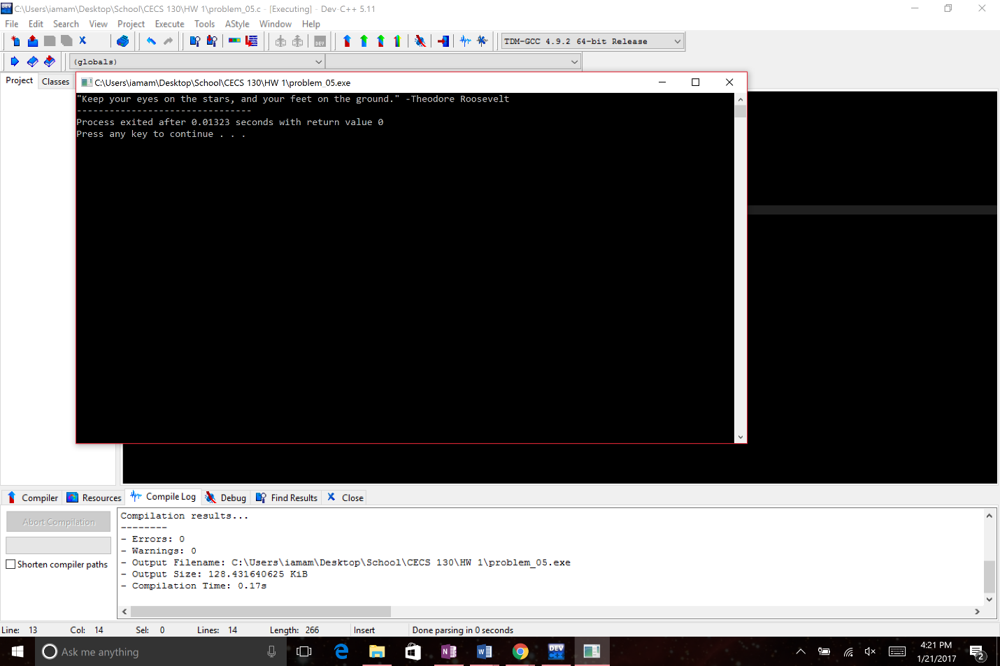 C:\Users\iamam\Desktop\School\CECS 130\HW 1\problem_05.c - [Executing] - Dev-C++ 5.11
File Edit Search View Project Execute Tools AStyle Window Help
TDM-GCC 4.9.2 64-bit Release
(globals)
Project Classes
C:\Users\iamam\Desktop\School\CECS 130\HW 1\problem_05.exe
"Keep your eyes on the stars, and your feet on the ground." -Theodore Roosevelt
--------------------------------
Process exited after 0.01323 seconds with return value 0
Press any key to continue . . .
Compiler Resources Compile Log Debug Find Results Close
Abort Compilation
Shorten compiler paths
Compilation results...
--------
- Errors: 0
- Warnings: 0
- Output Filename: C:\Users\iamam\Desktop\School\CECS 130\HW 1\problem_05.exe
- Output Size: 128.431640625 KiB
- Compilation Time: 0.17s
Line: 13 Col: 14 Sel: 0 Lines: 14 Length: 266 Insert Done parsing in 0 seconds
Ask me anything
DEV
C++
4:21 PM
1/21/2017
2